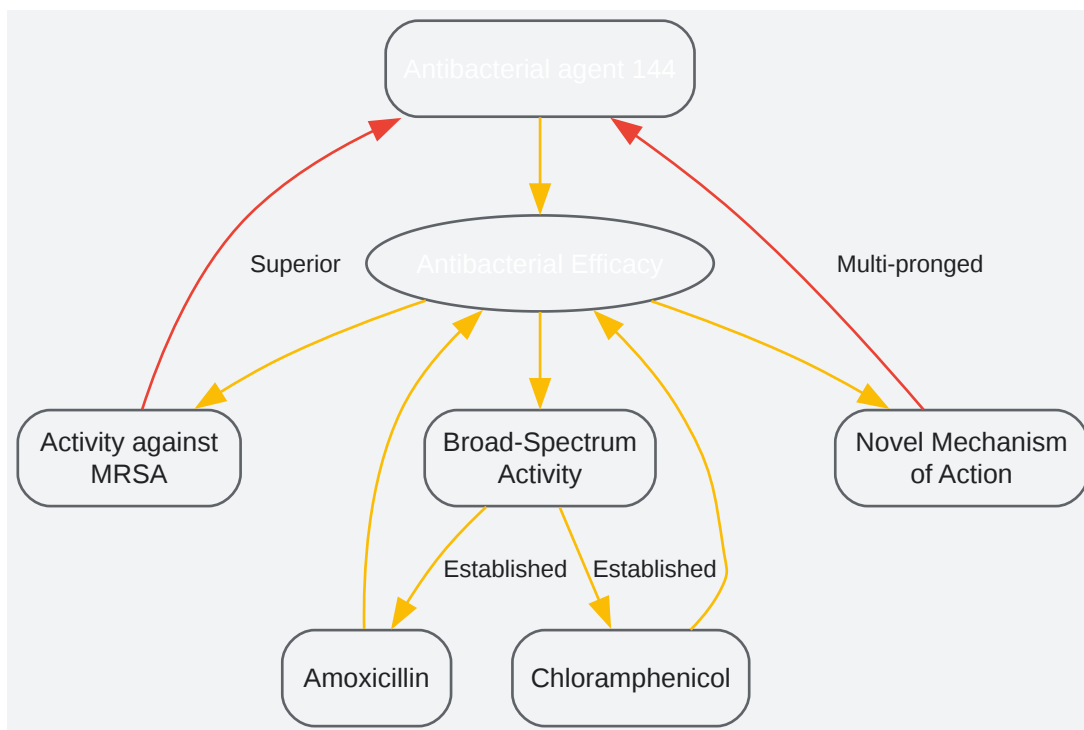 Antibacterial agent 144
Superior
Antibacterial Efficacy
Multi-pronged
Activity against
MRSA
Broad-Spectrum
Activity
Novel Mechanism
of Action
Established
Established
Amoxicillin
Chloramphenicol